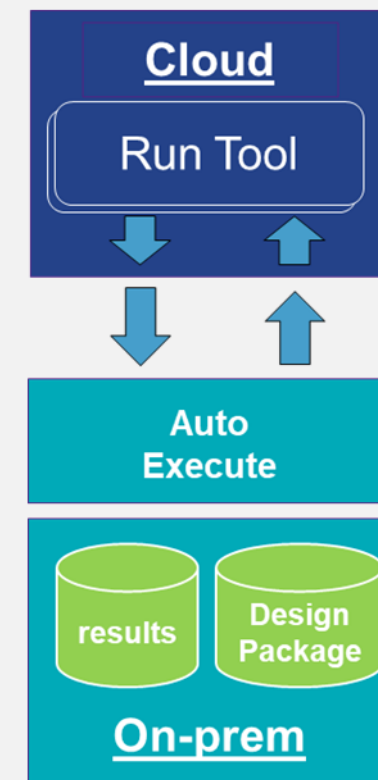 Cloud
Run Tool
Auto
Execute
results
Design
Package
On-prem